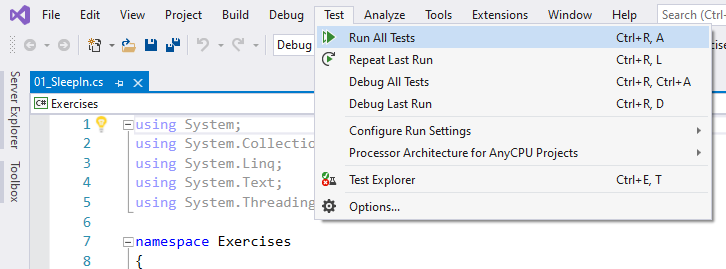 File Edit View Project Build Debug Test Analyze Tools Extensions Window Help Search (Ctrl+
Debug
Run All Tests Ctrl+R, A
Repeat Last Run Ctrl+R, L
Debug All Tests Ctrl+R, Ctrl+A
Debug Last Run Ctrl+R, D
Configure Run Settings
Processor Architecture for AnyCPU Projects
Test Explorer Ctrl+E, T
Options...
Server Explorer
Toolbox
01_SleepIn.cs
C# Exercises
1 using System;
2 using System.Collectio
3 using System.Linq;
4 using System.Text;
5 using System.Threading
6
7 namespace Exercises
8 {